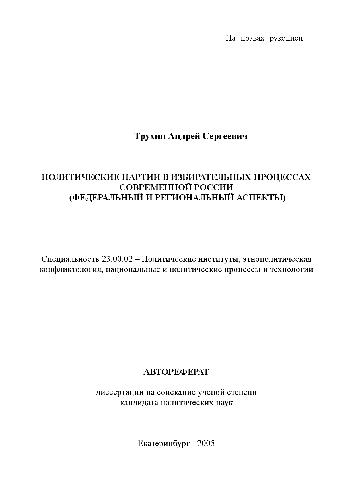 На правах рукописи
Трухин Андрей Сергеевич
ПОЛИТИЧЕСКИЕ ПАРТИИ В ИЗБИРАТЕЛЬНЫХ ПРОЦЕССАХ
СОВРЕМЕННОЙ РОССИИ
(ФЕДЕРАЛЬНЫЙ И РЕГИОНАЛЬНЫЙ АСПЕКТЫ)
Специальность 23.00.02 – Политические институты, этнополитическая
конфликтология, национальные и политические процессы и технологии
АВТОРЕФЕРАТ
диссертации на соискание ученой степени
кандидата политических наук
Екатеринбург - 2005